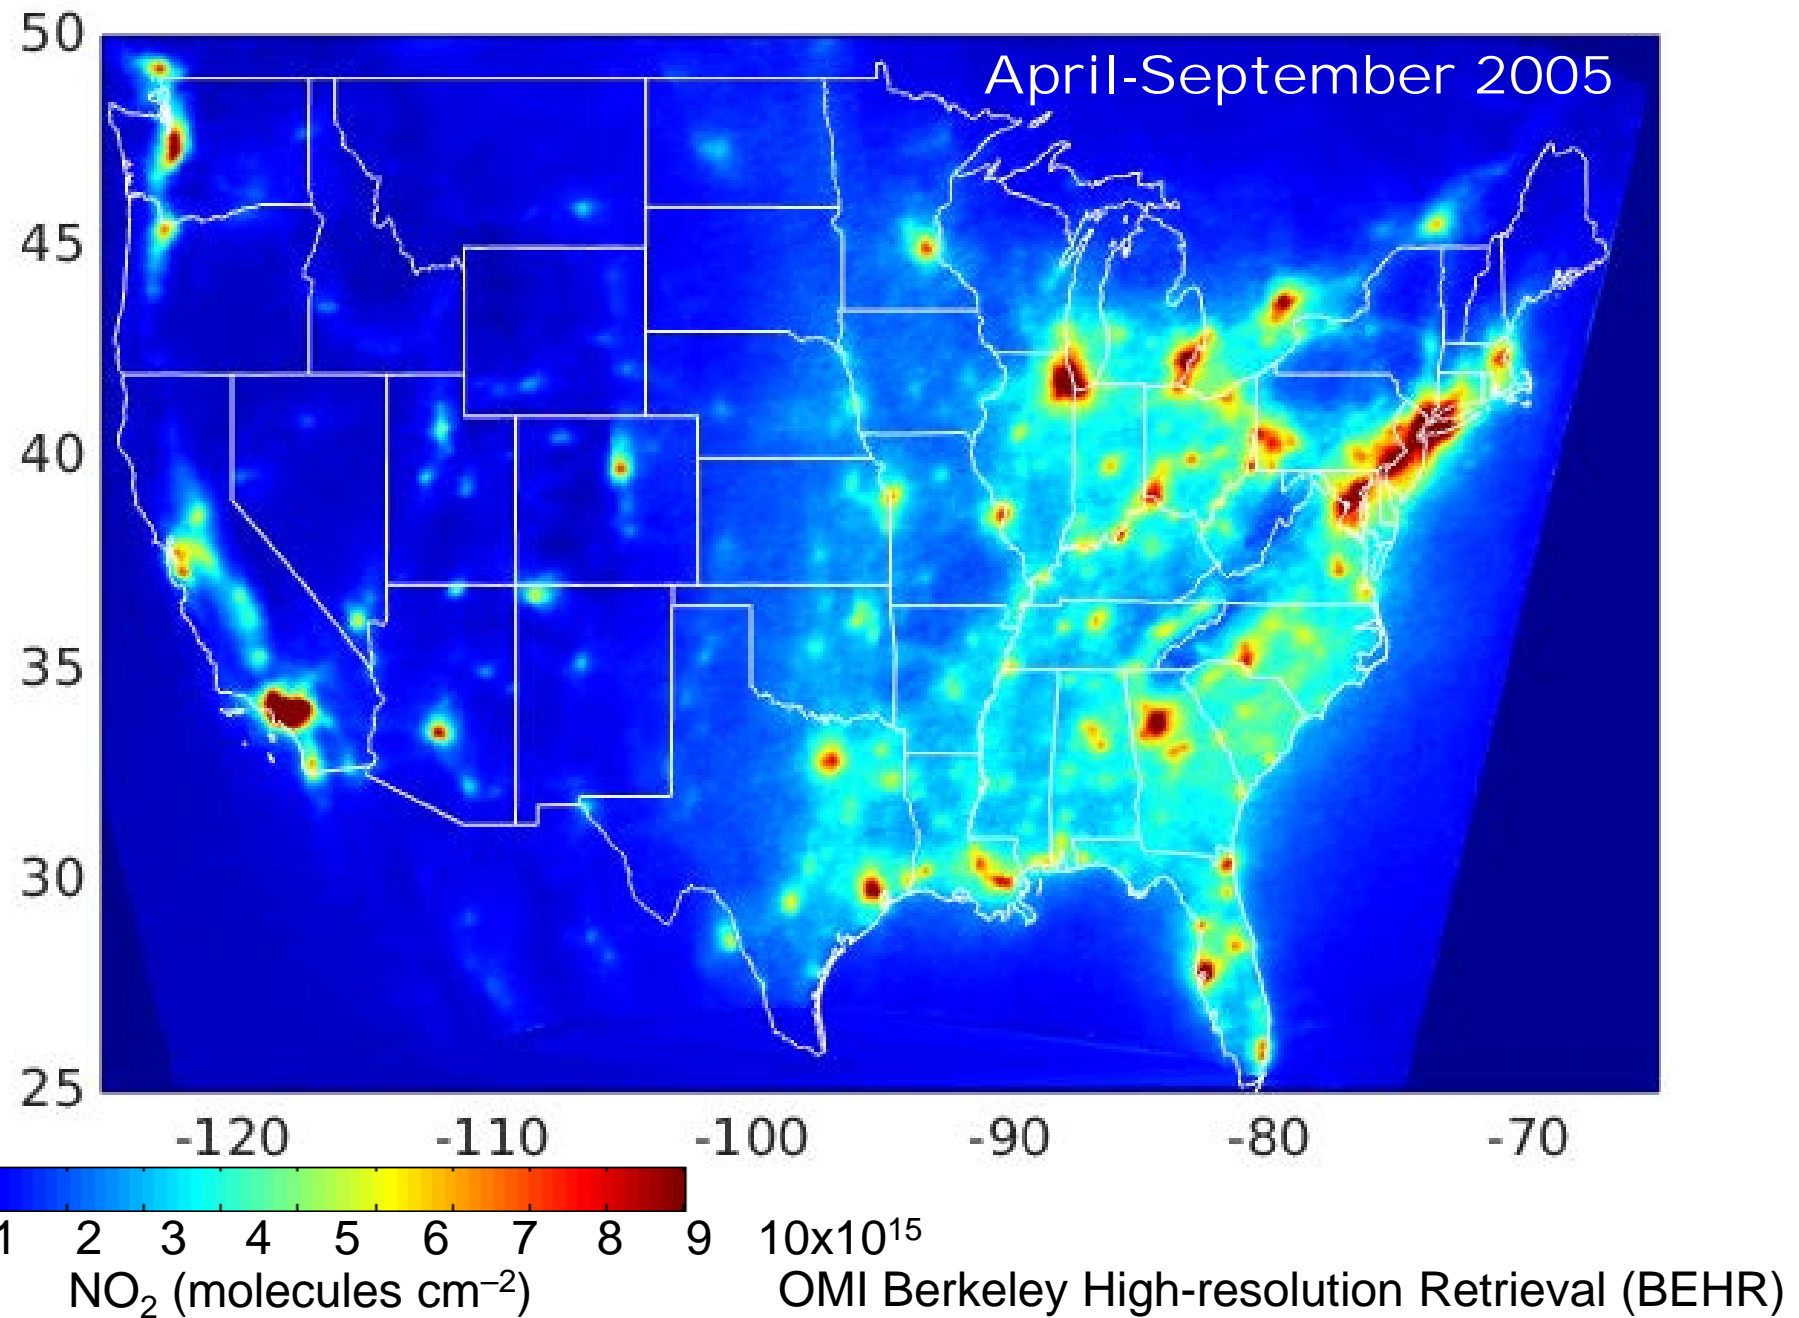 50
April-September 2005
45
40
35
30
25
-120 -110 -100 -90 -80 -70
1 2 3 4 5 6 7 8 9 10x10¹⁵
NO₂ (molecules cm⁻²) OMI Berkeley High-resolution Retrieval (BEHR)